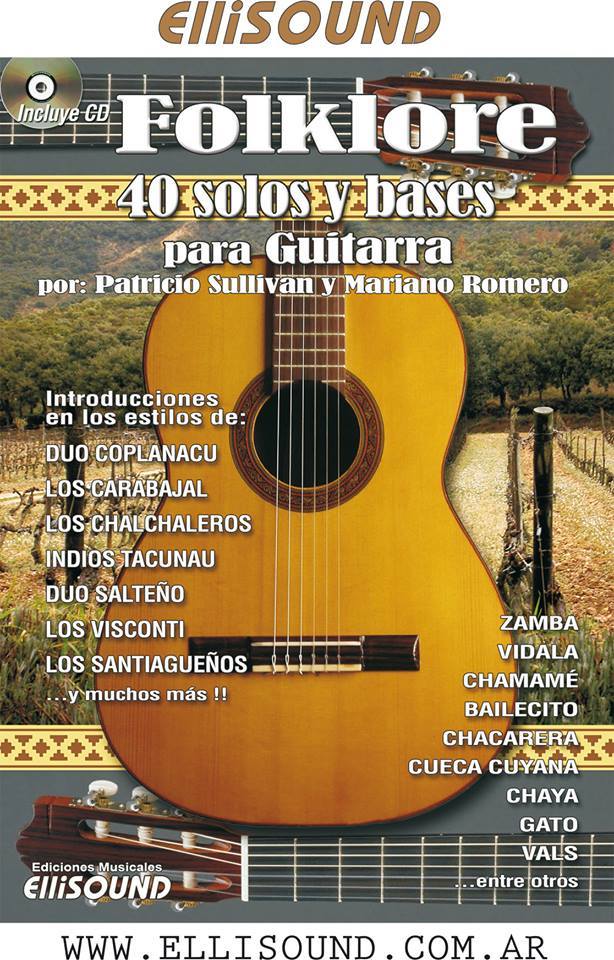 ElliSOUND
Incluye CD
Folklore
40 solos y bases
para Guitarra
por: Patricio Sullivan y Mariano Romero
Introducciones
en los estilos de:
DUO COPLANACU
LOS CARABAJAL
LOS CHALCHALEROS
INDIOS TACUNAU
DUO SALTEÑO
LOS VISCONTI
LOS SANTIAGUEÑOS
...y muchos más !!
ZAMBA
VIDALA
CHAMAMÉ
BAILECITO
CHACARERA
CUECA CUYANA
CHAYA
GATO
VALS
...entre otros
Ediciones Musicales
ElliSOUND
WWW.ELLISOUND.COM.AR